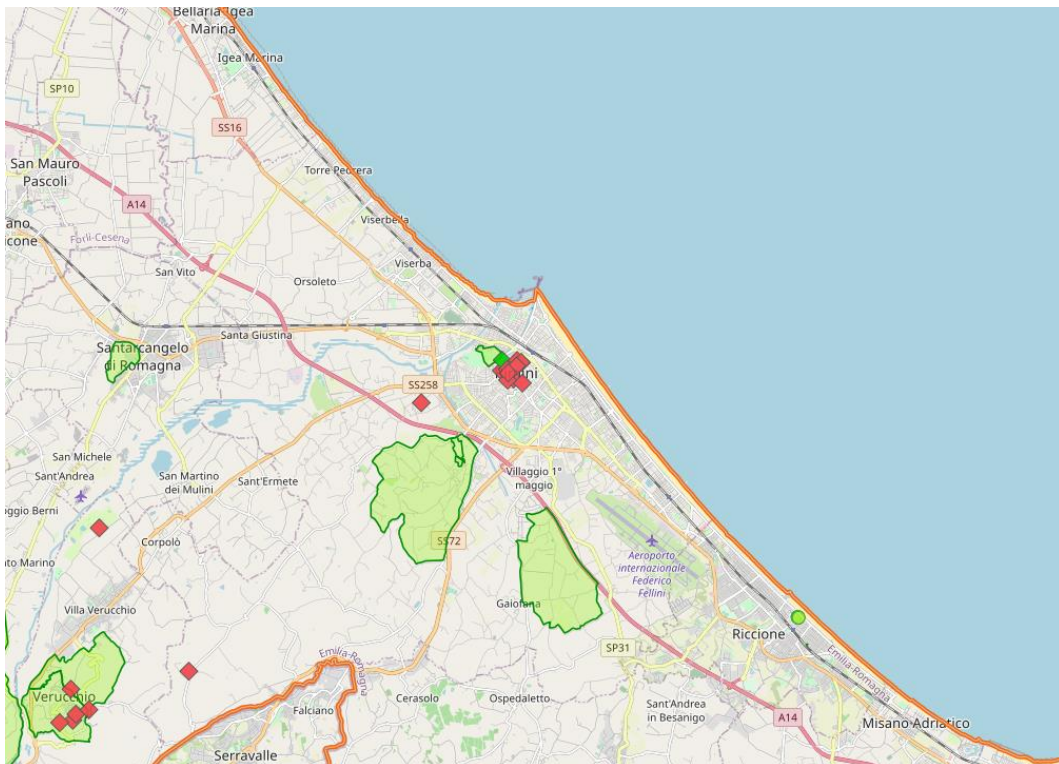 Bellaria Igea
Marina
Igea Marina
SP10
SS16
Torre Pedrera
San Mauro
Pascoli
A14
Viserbella
ano
icone
Forlì-Cesena
Viserba
San Vito
Orsoleto
Santa Giustina
Santarcangelo
di Romagna
SS258
San Michele
Sant'Andrea
San Martino
dei Mulini
Sant'Ermete
Villaggio 1°
maggio
oggio Berni
Corpolò
SS72
Aeroporto
internazionale
Federico
Fellini
Villa Verucchio
Gaiofana
SP31
Riccione
Emilia-Romagna
Emilia-Romagna
Verucchio
Falciano
Cerasolo
Ospedaletto
Sant'Andrea
in Besanigo
A14
Misano Adriatico
Serravalle